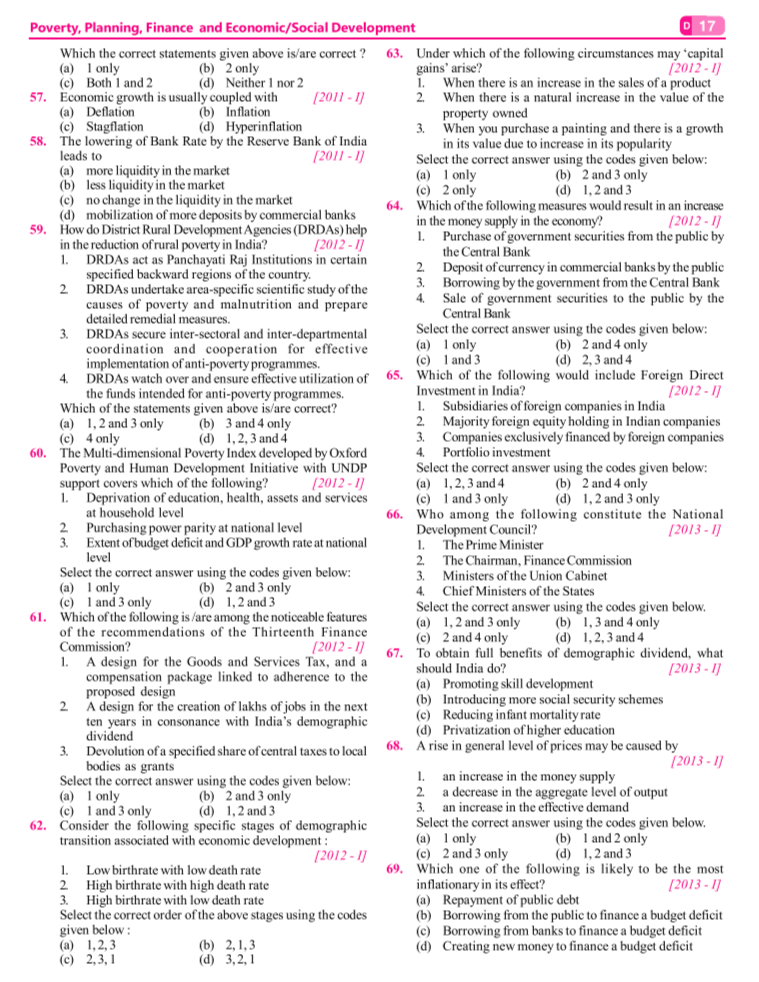 Poverty, Planning, Finance and Economic/Social Development
D 17
Which the correct statements given above is/are correct ?
(a) 1 only (b) 2 only
(c) Both 1 and 2 (d) Neither 1 nor 2
57. Economic growth is usually coupled with [2011 - I]
(a) Deflation (b) Inflation
(c) Stagflation (d) Hyperinflation
58. The lowering of Bank Rate by the Reserve Bank of India
leads to [2011 - I]
(a) more liquidity in the market
(b) less liquidity in the market
(c) no change in the liquidity in the market
(d) mobilization of more deposits by commercial banks
59. How do District Rural Development Agencies (DRDAs) help
in the reduction of rural poverty in India? [2012 - I]
1. DRDAs act as Panchayati Raj Institutions in certain
specified backward regions of the country.
2. DRDAs undertake area-specific scientific study of the
causes of poverty and malnutrition and prepare
detailed remedial measures.
3. DRDAs secure inter-sectoral and inter-departmental
coordination and cooperation for effective
implementation of anti-poverty programmes.
4. DRDAs watch over and ensure effective utilization of
the funds intended for anti-poverty programmes.
Which of the statements given above is/are correct?
(a) 1, 2 and 3 only (b) 3 and 4 only
(c) 4 only (d) 1, 2, 3 and 4
60. The Multi-dimensional Poverty Index developed by Oxford
Poverty and Human Development Initiative with UNDP
support covers which of the following? [2012 - I]
1. Deprivation of education, health, assets and services
at household level
2. Purchasing power parity at national level
3. Extent of budget deficit and GDP growth rate at national
level
Select the correct answer using the codes given below:
(a) 1 only (b) 2 and 3 only
(c) 1 and 3 only (d) 1, 2 and 3
61. Which of the following is /are among the noticeable features
of the recommendations of the Thirteenth Finance
Commission? [2012 - I]
1. A design for the Goods and Services Tax, and a
compensation package linked to adherence to the
proposed design
2. A design for the creation of lakhs of jobs in the next
ten years in consonance with India's demographic
dividend
3. Devolution of a specified share of central taxes to local
bodies as grants
Select the correct answer using the codes given below:
(a) 1 only (b) 2 and 3 only
(c) 1 and 3 only (d) 1, 2 and 3
62. Consider the following specific stages of demographic
transition associated with economic development :
[2012 - I]
1. Low birthrate with low death rate
2. High birthrate with high death rate
3. High birthrate with low death rate
Select the correct order of the above stages using the codes
given below :
(a) 1, 2, 3 (b) 2, 1, 3
(c) 2, 3, 1 (d) 3, 2, 1
63. Under which of the following circumstances may 'capital
gains' arise? [2012 - I]
1. When there is an increase in the sales of a product
2. When there is a natural increase in the value of the
property owned
3. When you purchase a painting and there is a growth
in its value due to increase in its popularity
Select the correct answer using the codes given below:
(a) 1 only (b) 2 and 3 only
(c) 2 only (d) 1, 2 and 3
64. Which of the following measures would result in an increase
in the money supply in the economy? [2012 - I]
1. Purchase of government securities from the public by
the Central Bank
2. Deposit of currency in commercial banks by the public
3. Borrowing by the government from the Central Bank
4. Sale of government securities to the public by the
Central Bank
Select the correct answer using the codes given below:
(a) 1 only (b) 2 and 4 only
(c) 1 and 3 (d) 2, 3 and 4
65. Which of the following would include Foreign Direct
Investment in India? [2012 - I]
1. Subsidiaries of foreign companies in India
2. Majority foreign equity holding in Indian companies
3. Companies exclusively financed by foreign companies
4. Portfolio investment
Select the correct answer using the codes given below:
(a) 1, 2, 3 and 4 (b) 2 and 4 only
(c) 1 and 3 only (d) 1, 2 and 3 only
66. Who among the following constitute the National
Development Council? [2013 - I]
1. The Prime Minister
2. The Chairman, Finance Commission
3. Ministers of the Union Cabinet
4. Chief Ministers of the States
Select the correct answer using the codes given below.
(a) 1, 2 and 3 only (b) 1, 3 and 4 only
(c) 2 and 4 only (d) 1, 2, 3 and 4
67. To obtain full benefits of demographic dividend, what
should India do? [2013 - I]
(a) Promoting skill development
(b) Introducing more social security schemes
(c) Reducing infant mortality rate
(d) Privatization of higher education
68. A rise in general level of prices may be caused by
[2013 - I]
1. an increase in the money supply
2. a decrease in the aggregate level of output
3. an increase in the effective demand
Select the correct answer using the codes given below.
(a) 1 only (b) 1 and 2 only
(c) 2 and 3 only (d) 1, 2 and 3
69. Which one of the following is likely to be the most
inflationary in its effect? [2013 - I]
(a) Repayment of public debt
(b) Borrowing from the public to finance a budget deficit
(c) Borrowing from banks to finance a budget deficit
(d) Creating new money to finance a budget deficit